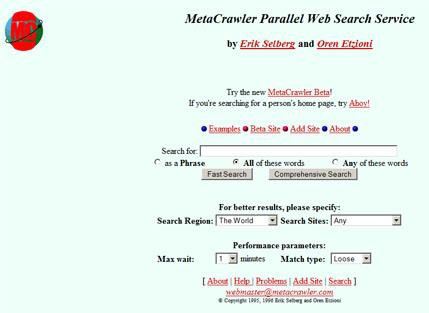 MC
MetaCrawler Parallel Web Search Service
by Erik Selberg and Oren Etzioni
Try the new MetaCrawler Beta!
If you're searching for a person's home page, try Ahoy!
Examples Beta Site Add Site About
Search for:
as a Phrase All of these words Any of these words
Fast Search Comprehensive Search
For better results, please specify:
Search Region: The World Search Sites: Any
Performance parameters:
Max wait: 1 minutes Match type: Loose
[ About | Help | Problems | Add Site | Search ]
webmaster@metacrawler.com
© Copyright 1995, 1996 Erik Selberg and Oren Etzioni